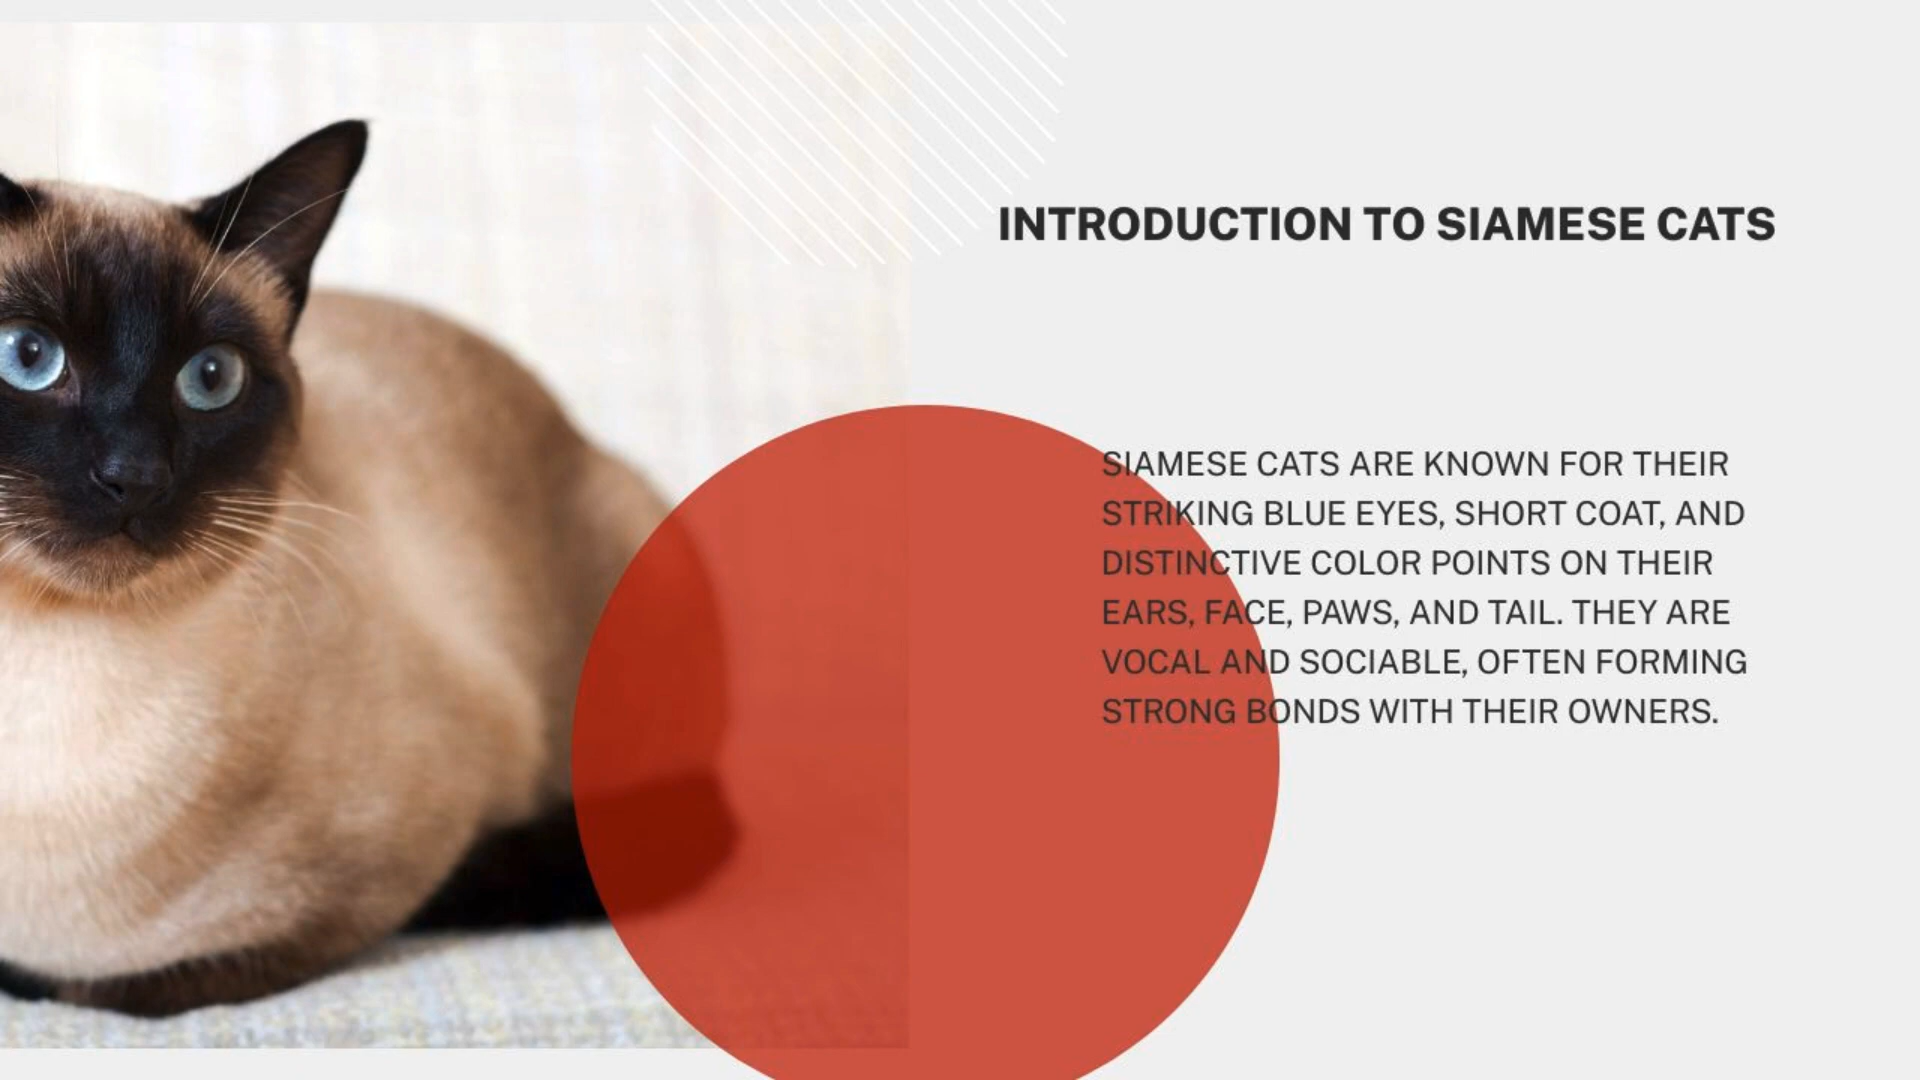 INTRODUCTION TO SIAMESE CATS
SIAMESE CATS ARE KNOWN FOR THEIR
STRIKING BLUE EYES, SHORT COAT, AND
DISTINCTIVE COLOR POINTS ON THEIR
EARS, FACE, PAWS, AND TAIL. THEY ARE
VOCAL AND SOCIABLE, OFTEN FORMING
STRONG BONDS WITH THEIR OWNERS.